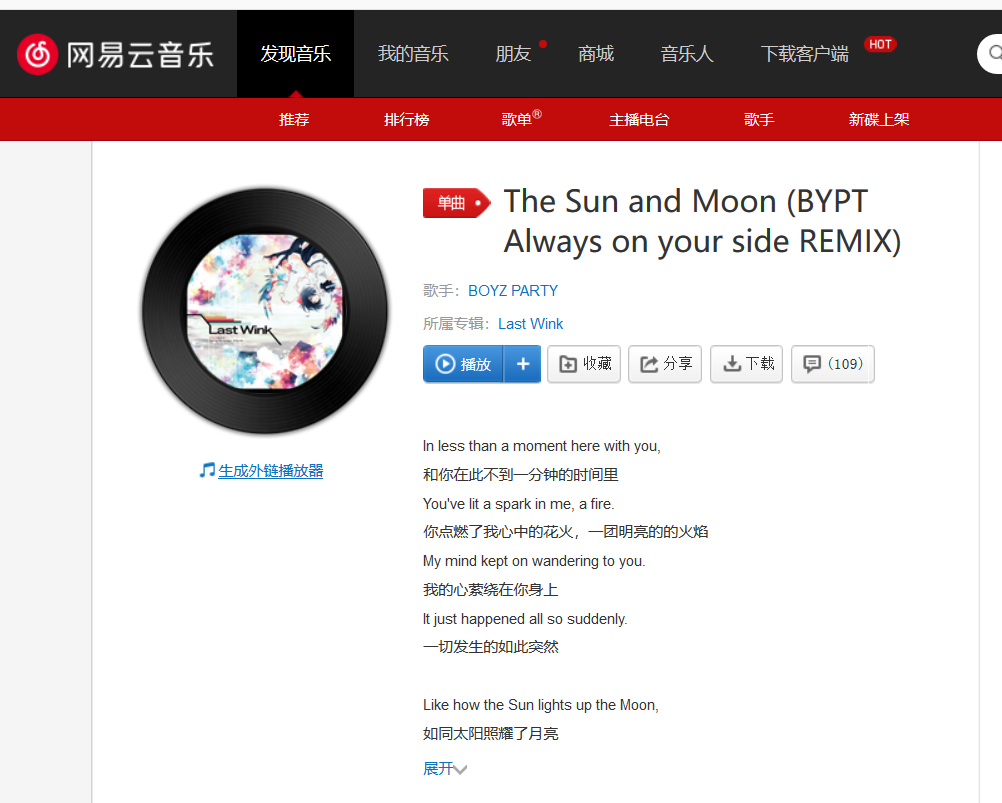 网易云音乐 发现音乐 我的音乐 朋友 商城 音乐人 下载客户端 HOT
推荐 排行榜 歌单® 主播电台 歌手 新碟上架
单曲 The Sun and Moon (BYPT
Always on your side REMIX)
歌手：BOYZ PARTY
所属专辑：Last Wink
Last Wink
播放 + 收藏 分享 下载 (109)
生成外链播放器
In less than a moment here with you,
和你在此不到一分钟的时间里
You've lit a spark in me, a fire.
你点燃了我心中的花火，一团明亮的的火焰
My mind kept on wandering to you.
我的心萦绕在你身上
It just happened all so suddenly.
一切发生的如此突然
Like how the Sun lights up the Moon,
如同太阳照耀了月亮
展开